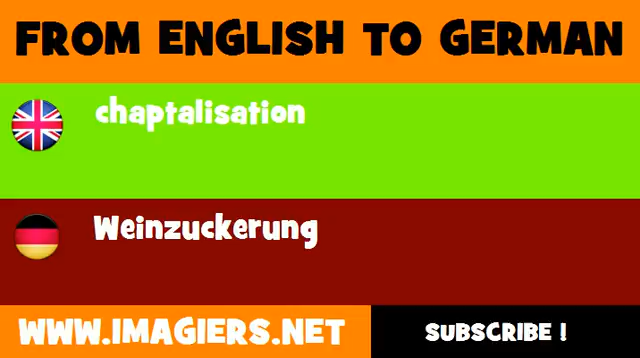 FROM ENGLISH TO GERMAN
chaptalisation
Weinzuckerung
WWW.IMAGIERS.NET
SUBSCRIBE !